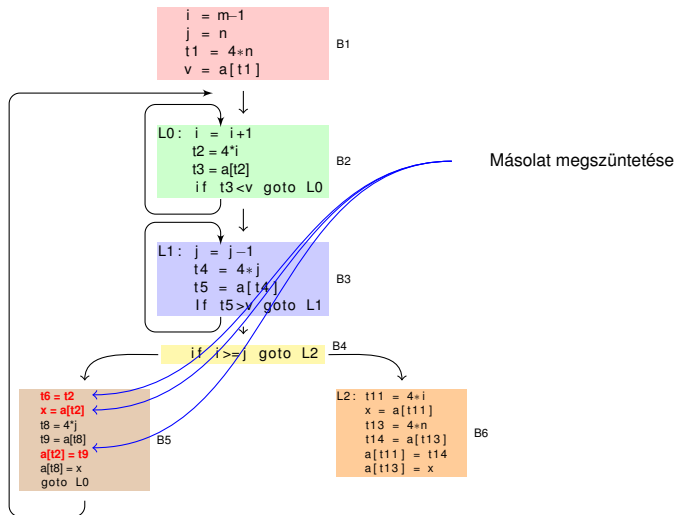 i = m−1
j = n
t1 = 4*n
v = a[t1]
B1
L0: i = i+1
t2 = 4*i
t3 = a[t2]
if t3<v goto L0
B2
Másolat megszüntetése
L1: j = j−1
t4 = 4*j
t5 = a[t4]
If t5>v goto L1
B3
if i>=j goto L2
B4
t6 = t2
x = a[t2]
t8 = 4*j
t9 = a[t8]
a[t2] = t9
a[t8] = x
goto L0
B5
L2: t11 = 4*i
x = a[t11]
t13 = 4*n
t14 = a[t13]
a[t11] = t14
a[t13] = x
B6